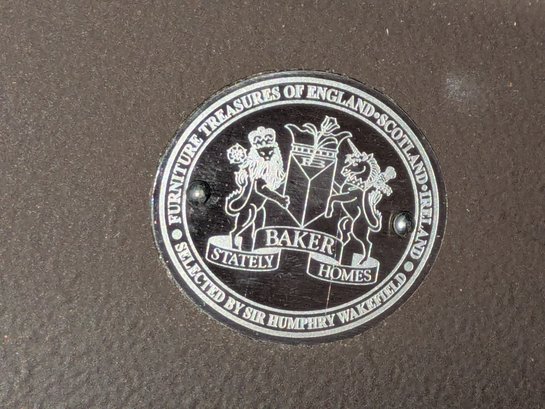 • FURNITURE TREASURES OF ENGLAND • SCOTLAND • IRELAND •
SELECTED BY SIR HUMPHRY WAKEFIELD
BAKER
STATELY HOMES